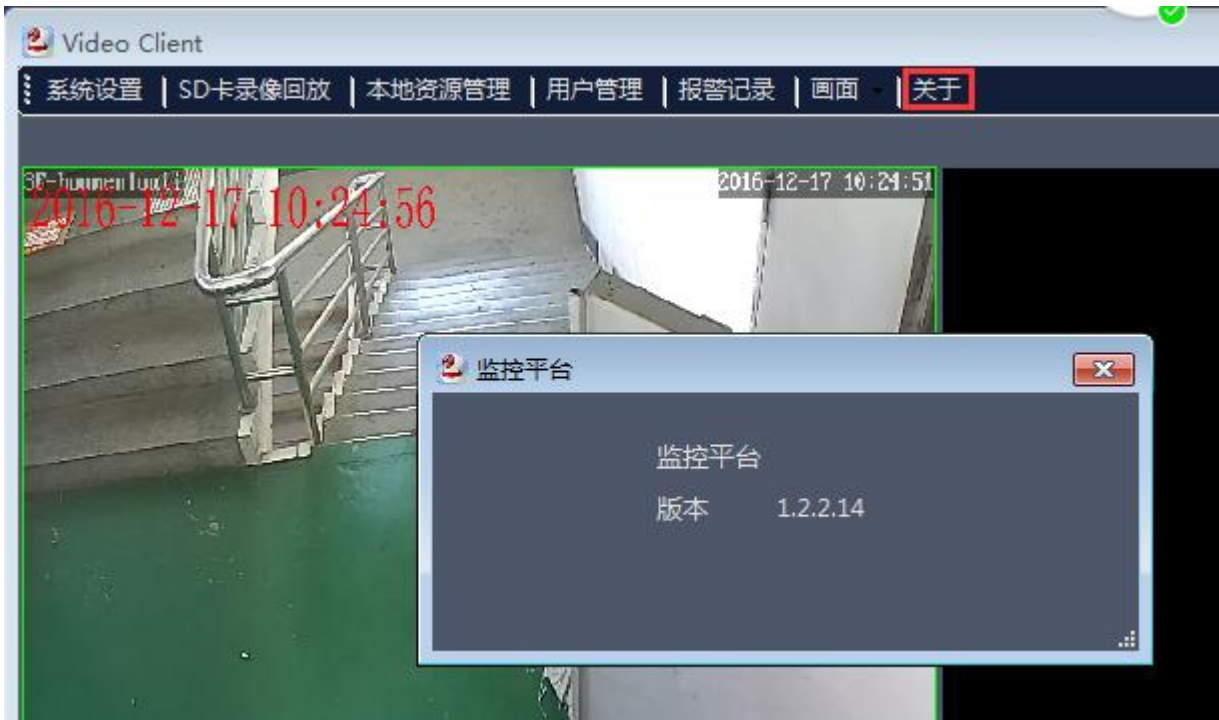 Video Client
系统设置 | SD卡录像回放 | 本地资源管理 | 用户管理 | 报警记录 | 画面 | 关于
2016-12-17 10:24:51
2016-12-17 10:24:56
监控平台
监控平台
版本 1.2.2.14